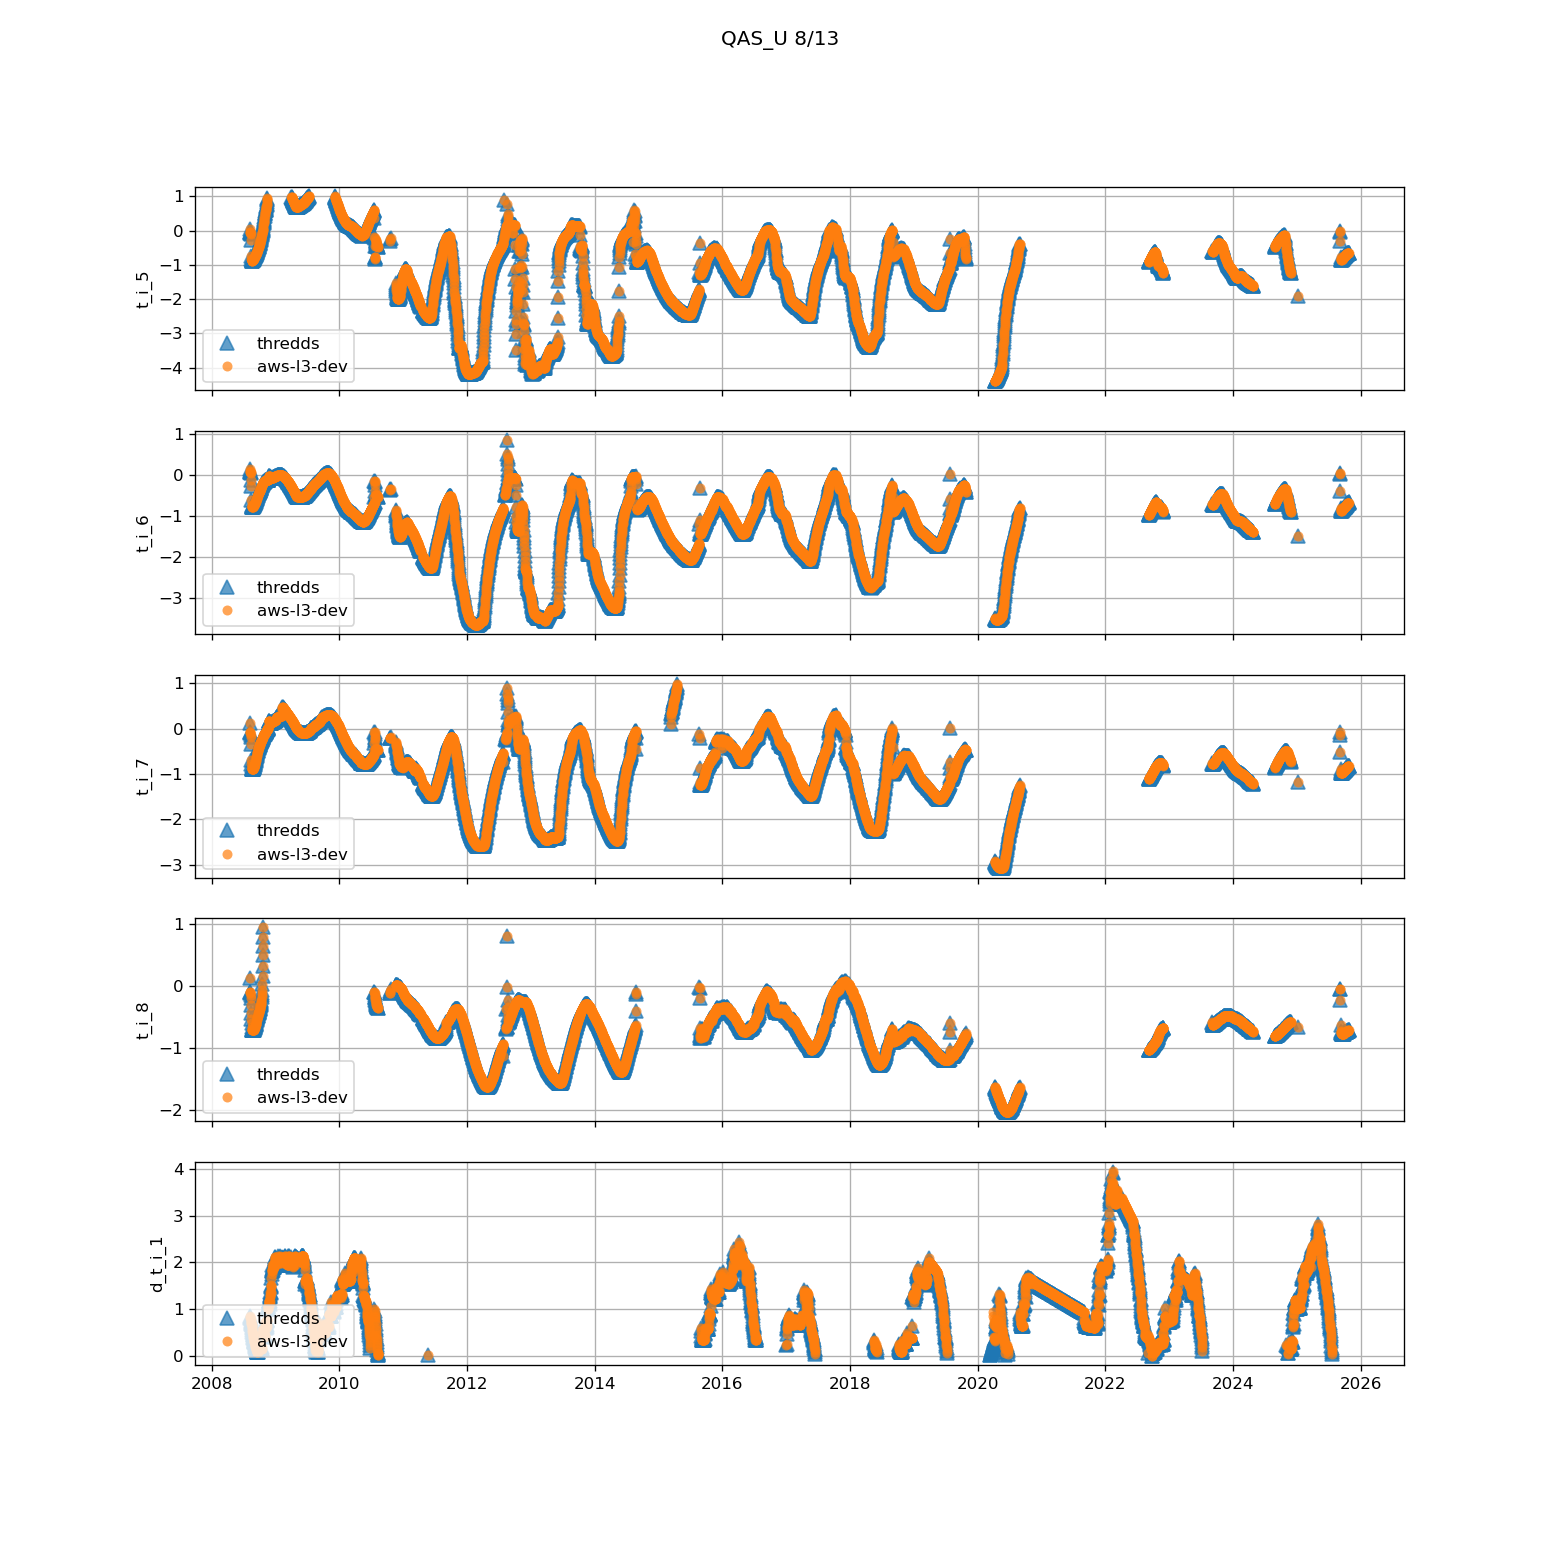 QAS_U 8/13
1
0
−1
−2
−3
−4
t_i_5
thredds
aws-l3-dev
1
0
−1
−2
−3
t_i_6
thredds
aws-l3-dev
1
0
−1
−2
−3
t_i_7
thredds
aws-l3-dev
1
0
−1
−2
t_i_8
thredds
aws-l3-dev
4
3
2
1
0
d_t_i_1
thredds
aws-l3-dev
2008 2010 2012 2014 2016 2018 2020 2022 2024 2026